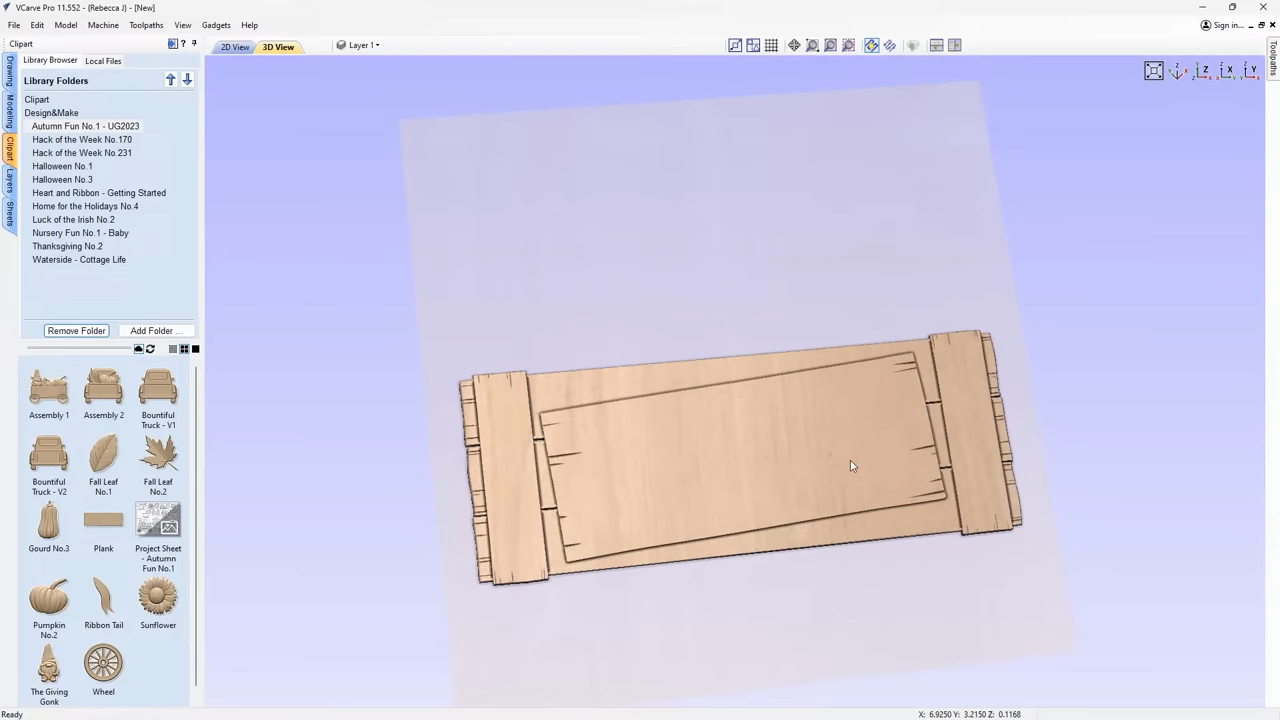 VCarve Pro 11.552 - {Rebecca J} - [New]
File Edit Model Machine Toolpaths View Gadgets Help
Sign in...
Clipart
2D View 3D View Layer 1
Library Browser Local Files
Library Folders
Clipart
Design&Make
Autumn Fun No.1 - UG2023
Hack of the Week No.170
Hack of the Week No.231
Halloween No.1
Halloween No.3
Heart and Ribbon - Getting Started
Home for the Holidays No.4
Luck of the Irish No.2
Nursery Fun No.1 - Baby
Thanksgiving No.2
Waterside - Cottage Life
Remove Folder Add Folder ...
Assembly 1 Assembly 2 Bountiful Truck - V1
Bountiful Truck - V2 Fall Leaf No.1 Fall Leaf No.2
Gourd No.3 Plank Project Sheet - Autumn Fun No.1
Pumpkin No.2 Ribbon Tail Sunflower
The Giving Gonk Wheel
Drawing
Modeling
Clipart
Layers
Sheets
Toolpaths
Z X Y
Ready
X: 6.9250 Y: 3.2150 Z: 0.1168